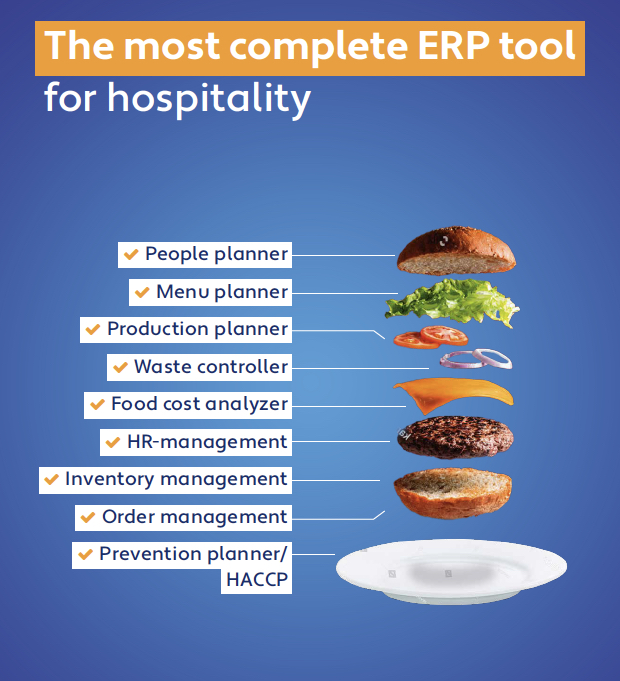 The most complete ERP tool
for hospitality
People planner
Menu planner
Production planner
Waste controller
Food cost analyzer
HR-management
Inventory management
Order management
Prevention planner/
HACCP